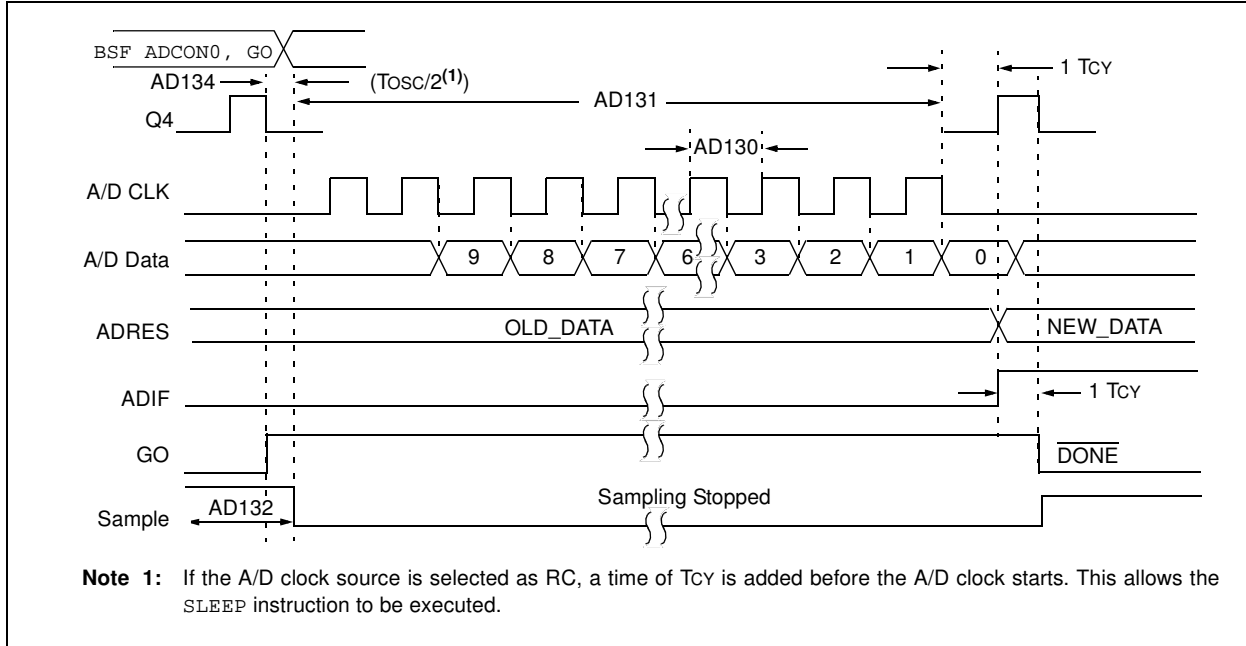 BSF ADCON0, GO
AD134
(TOSC/2(1))
1 TCY
AD131
Q4
AD130
A/D CLK
A/D Data
9
8
7
6
3
2
1
0
ADRES
OLD_DATA
NEW_DATA
ADIF
1 TCY
GO
DONE
Sample
AD132
Sampling Stopped
Note 1: If the A/D clock source is selected as RC, a time of TCY is added before the A/D clock starts. This allows the
SLEEP instruction to be executed.